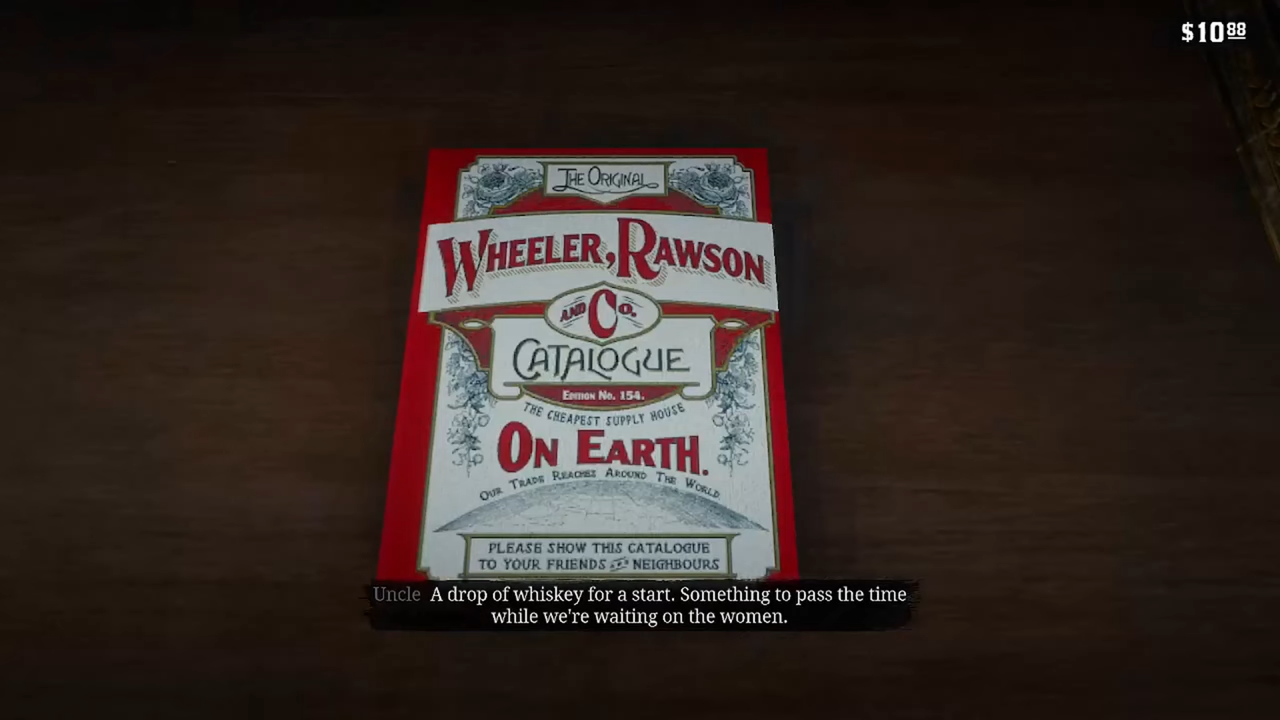 $10 88
THE ORIGINAL
WHEELER, RAWSON
AND CO.
CATALOGUE
EDITION No. 154.
THE CHEAPEST SUPPLY HOUSE
ON EARTH.
OUR TRADE REACHES AROUND THE WORLD
PLEASE SHOW THIS CATALOGUE
TO YOUR FRIENDS AND NEIGHBOURS
Uncle A drop of whiskey for a start. Something to pass the time
while we're waiting on the women.